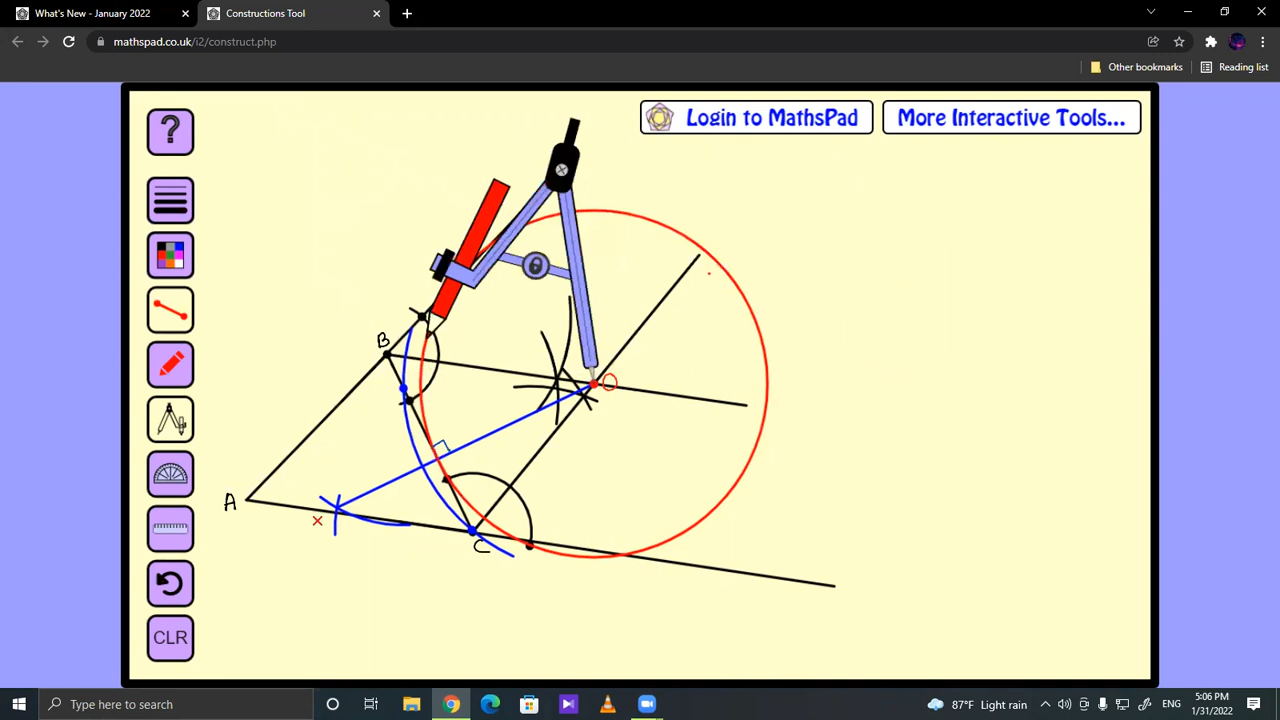 What's New - January 2022
Constructions Tool
mathspad.co.uk/i2/construct.php
Other bookmarks
Reading list
?
Login to MathsPad
More Interactive Tools...
B
O
A
×
C
CLR
Type here to search
87°F Light rain
ENG
5:06 PM
1/31/2022